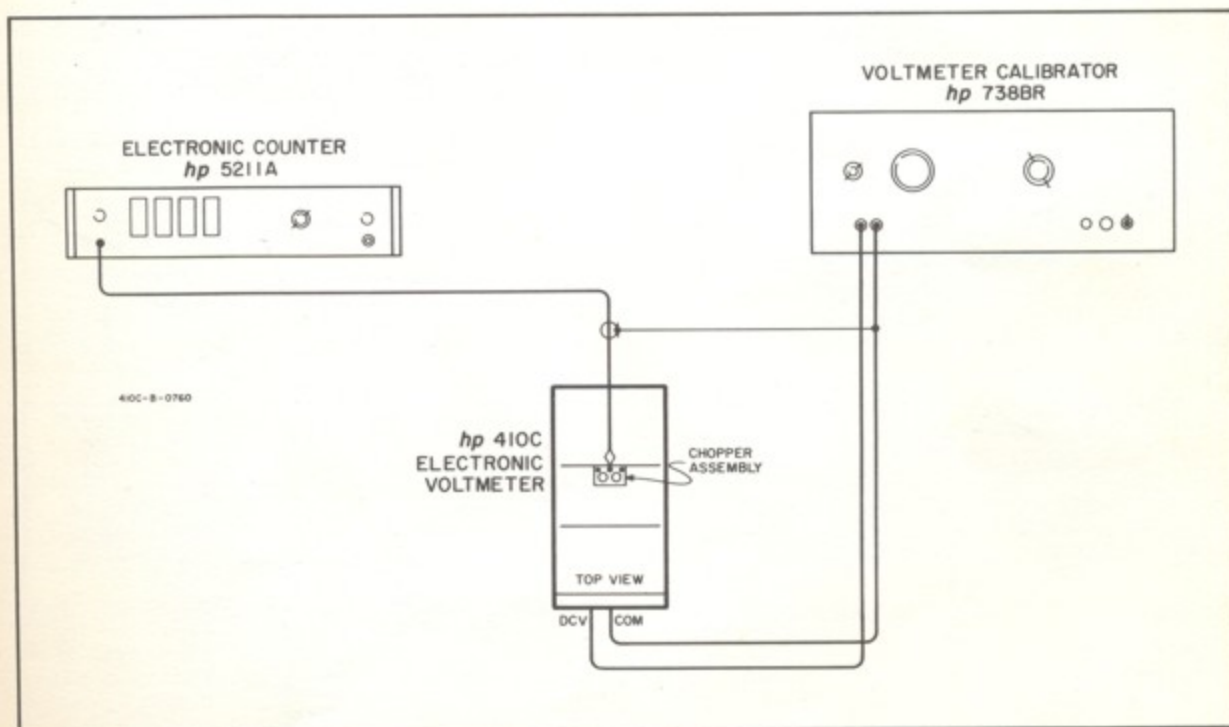 VOLTMETER CALIBRATOR
hp 738BR
ELECTRONIC COUNTER
hp 5211A
410C-B-0760
hp 410C
ELECTRONIC
VOLTMETER
CHOPPER
ASSEMBLY
TOP VIEW
DCV
COM